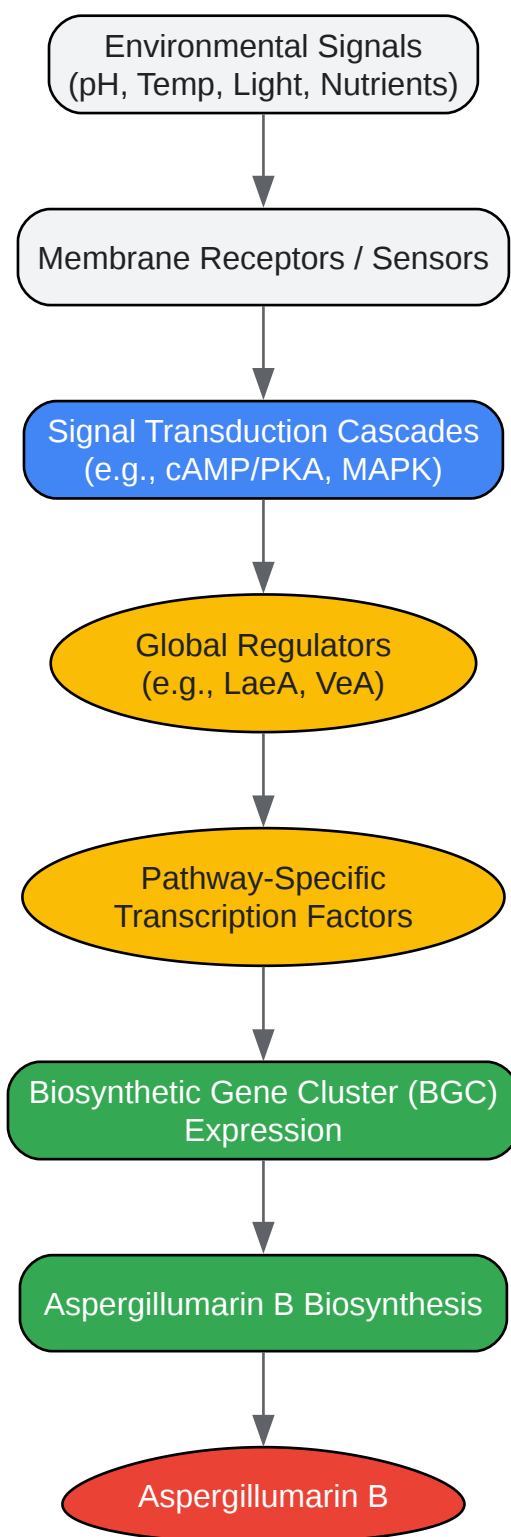 Environmental Signals
(pH, Temp, Light, Nutrients)
Membrane Receptors / Sensors
Signal Transduction Cascades
(e.g., cAMP/PKA, MAPK)
Global Regulators
(e.g., LaeA, VeA)
Pathway-Specific
Transcription Factors
Biosynthetic Gene Cluster (BGC)
Expression
Aspergillumarin B Biosynthesis
Aspergillumarin B